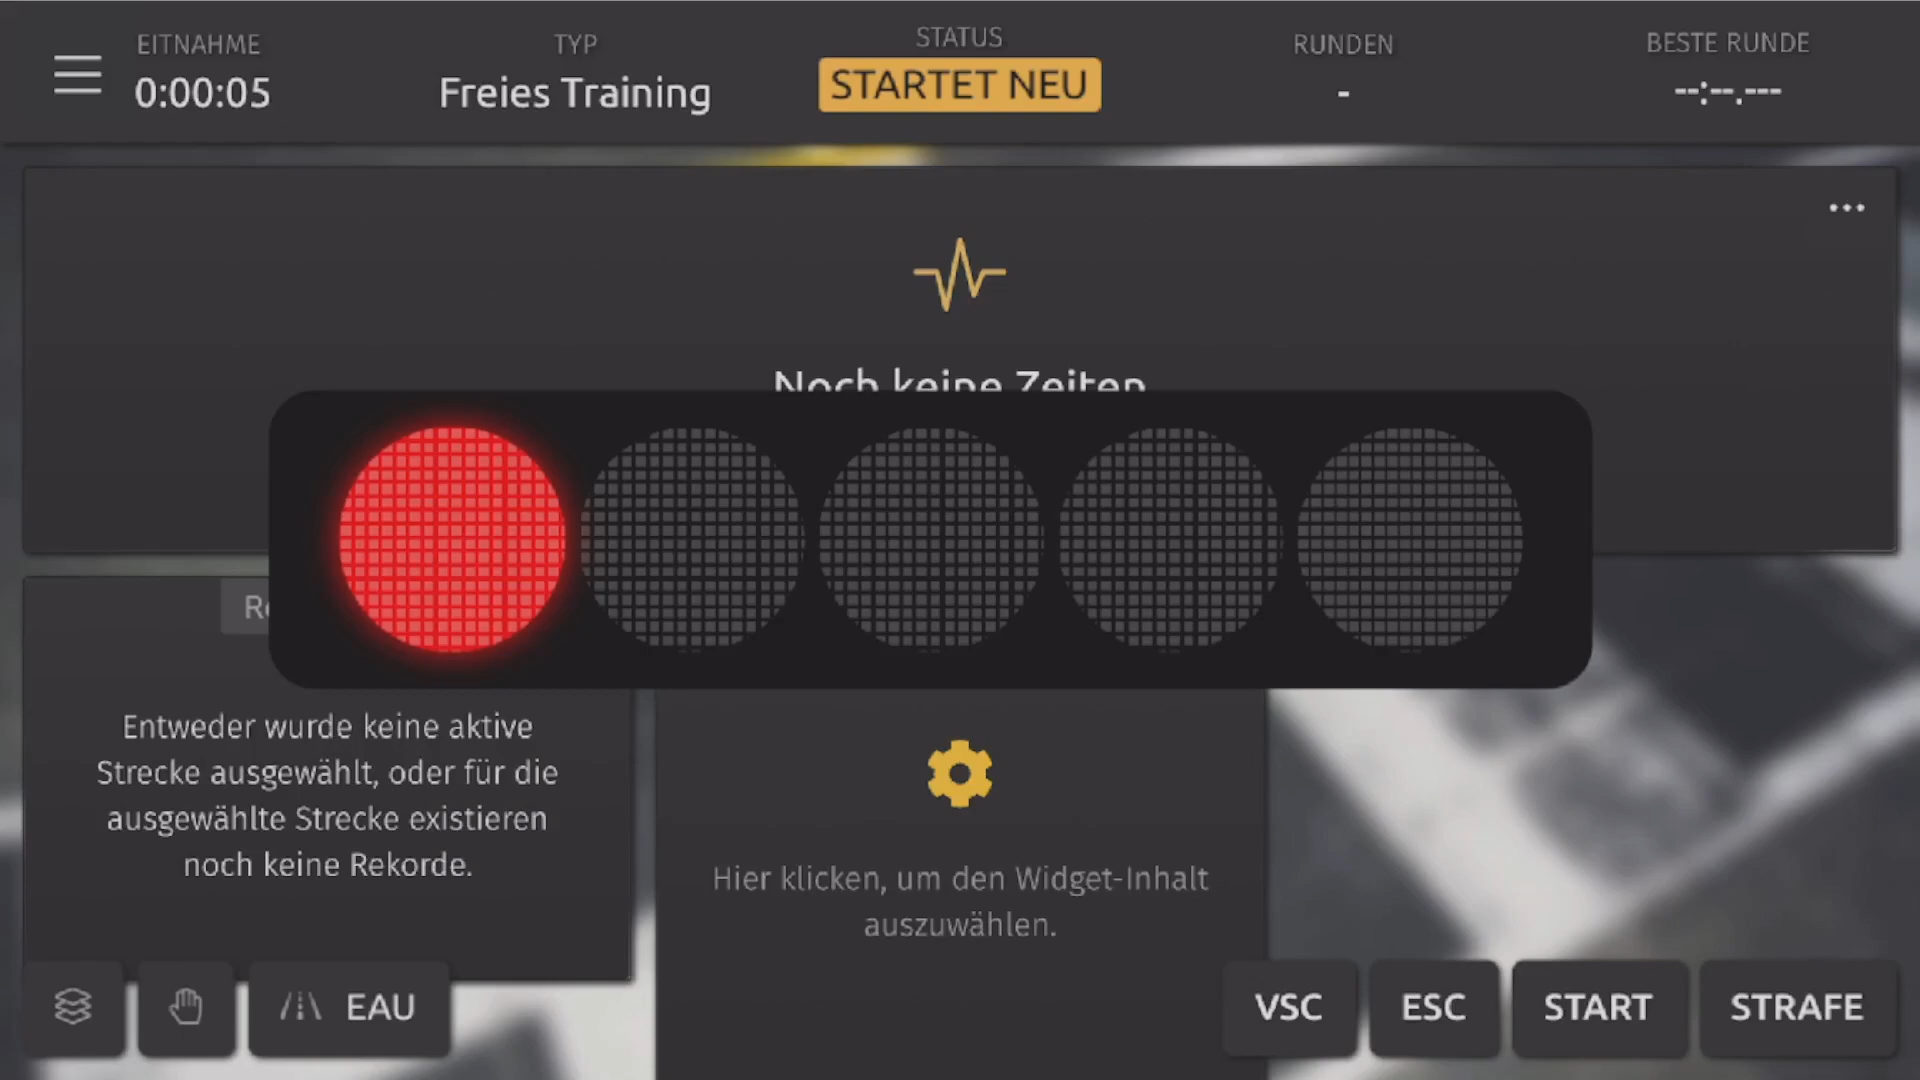 EITNAHME
0:00:05
TYP
Freies Training
STATUS
STARTET NEU
RUNDEN
-
BESTE RUNDE
--:--.---
Noch keine Zeiten
Entweder wurde keine aktive
Strecke ausgewählt, oder für die
ausgewählte Strecke existieren
noch keine Rekorde.
Hier klicken, um den Widget-Inhalt
auszuwählen.
EAU
VSC
ESC
START
STRAFE